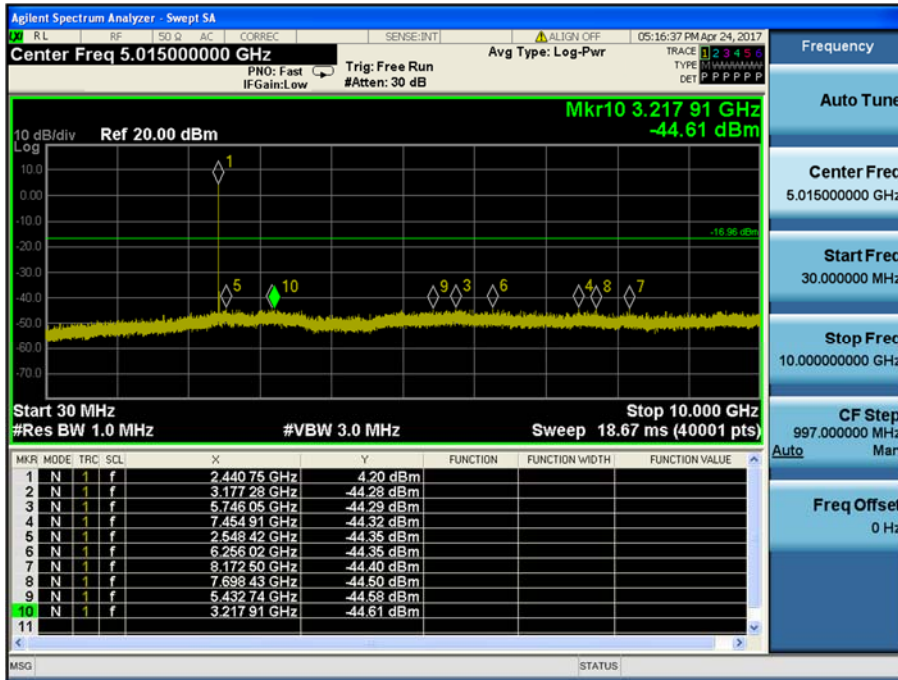 Agilent Spectrum Analyzer - Swept SA
LXI RL RF 50 Ω AC CORREC SENSE:INT ALIGN OFF 05:16:37 PM Apr 24, 2017
Center Freq 5.015000000 GHz
PNO: Fast
IFGain:Low
Trig: Free Run
#Atten: 30 dB
Avg Type: Log-Pwr
TRACE 1 2 3 4 5 6
TYPE M W W W W W
DET P P P P P P
Mkr10 3.217 91 GHz
-44.61 dBm
10 dB/div Ref 20.00 dBm
Log
10.0
0.00
-10.0
-20.0
-30.0
-40.0
-50.0
-60.0
-70.0
1
-16.96 dBm
5 10 9 3 6 4 8 7
Start 30 MHz Stop 10.000 GHz
#Res BW 1.0 MHz #VBW 3.0 MHz Sweep 18.67 ms (40001 pts)
MKR MODE TRC SCL X Y FUNCTION FUNCTION WIDTH FUNCTION VALUE
1 N 1 f 2.440 75 GHz 4.20 dBm
2 N 1 f 3.177 28 GHz -44.28 dBm
3 N 1 f 5.746 05 GHz -44.29 dBm
4 N 1 f 7.454 91 GHz -44.32 dBm
5 N 1 f 2.548 42 GHz -44.35 dBm
6 N 1 f 6.256 02 GHz -44.35 dBm
7 N 1 f 8.172 50 GHz -44.40 dBm
8 N 1 f 7.698 43 GHz -44.50 dBm
9 N 1 f 5.432 74 GHz -44.58 dBm
10 N 1 f 3.217 91 GHz -44.61 dBm
11
MSG STATUS
Frequency
Auto Tune
Center Freq
5.015000000 GHz
Start Freq
30.000000 MHz
Stop Freq
10.000000000 GHz
CF Step
997.000000 MHz
Auto Man
Freq Offset
0 Hz